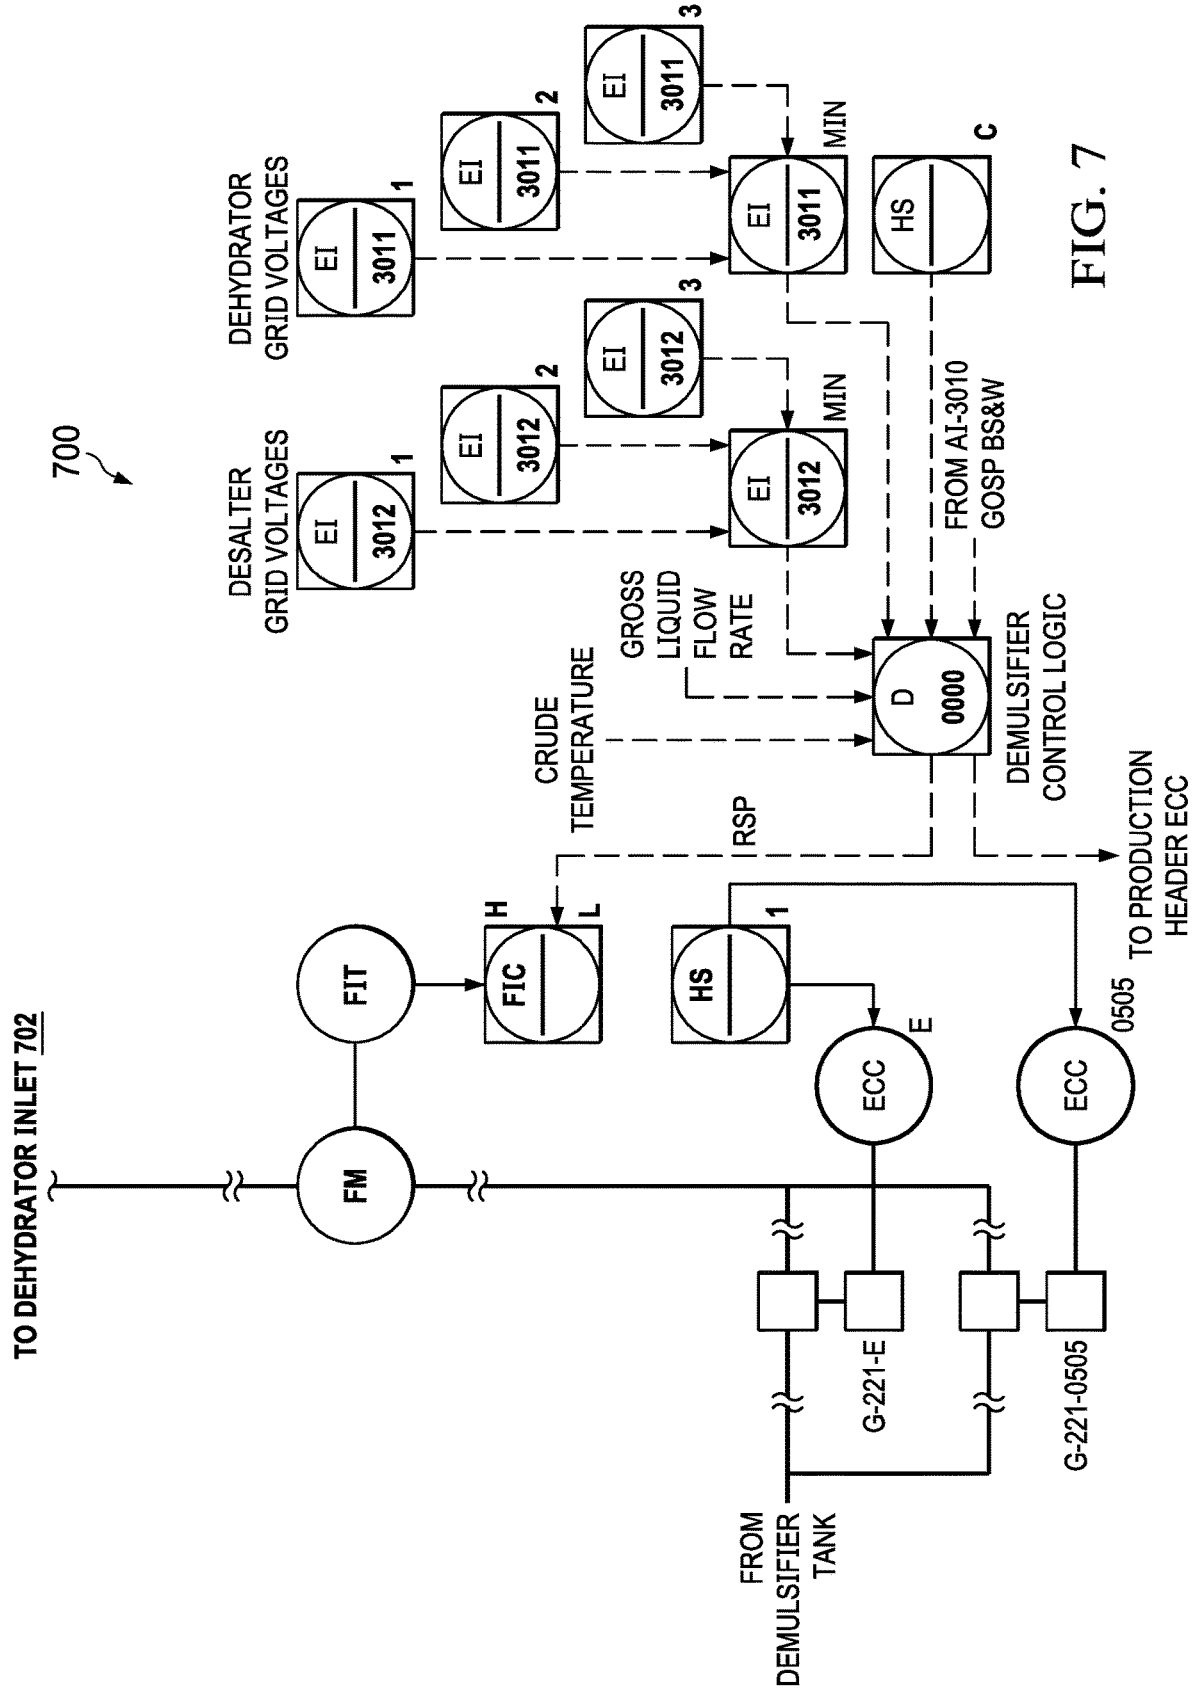 700
TO DEHYDRATOR INLET 702
FM
FIT
FIC
H
L
RSP
HS
1
ECC
E
ECC
0505
G-221-E
G-221-0505
FROM
DEMULSIFIER
TANK
CRUDE
TEMPERATURE
GROSS
LIQUID
FLOW
RATE
DESALTER
GRID VOLTAGES
EI
3012
1
EI
3012
2
EI
3012
3
EI
3012
MIN
DEHYDRATOR
GRID VOLTAGES
EI
3011
1
EI
3011
2
EI
3011
3
EI
3011
MIN
HS
C
FROM AI-3010
GOSP BS&W
D
0000
DEMULSIFIER
CONTROL LOGIC
TO PRODUCTION
HEADER ECC
FIG. 7